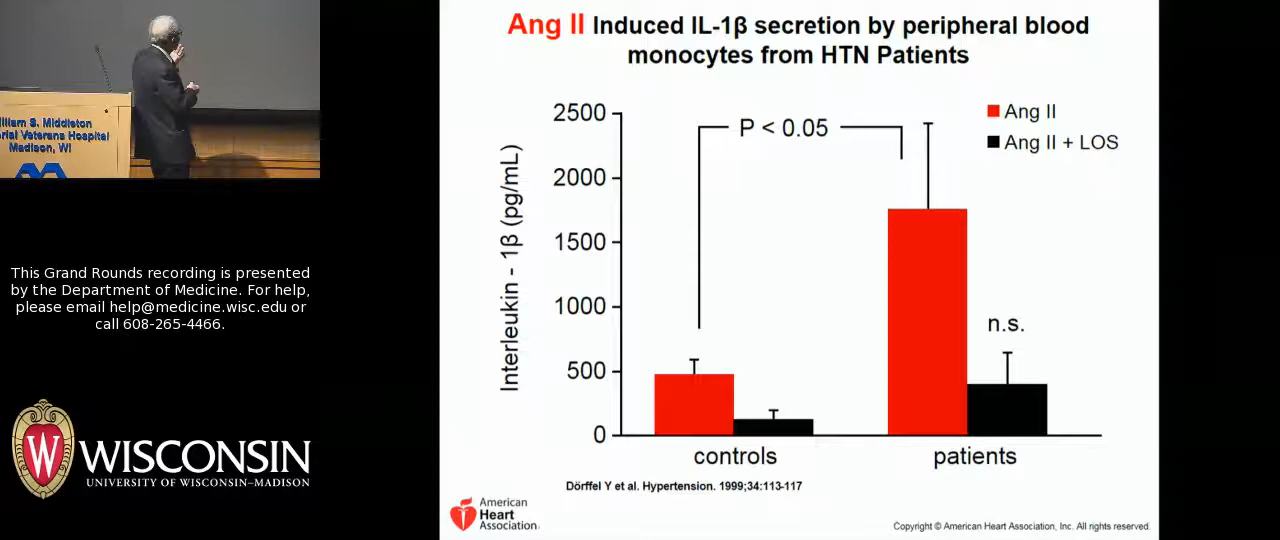 Ang II Induced IL-1β secretion by peripheral blood
monocytes from HTN Patients
Ang II
Ang II + LOS
P < 0.05
n.s.
Interleukin - 1β (pg/mL)
2500
2000
1500
1000
500
0
controls
patients
Dörffel Y et al. Hypertension. 1999;34:113-117
American
Heart
Association
Copyright © American Heart Association, Inc. All rights reserved.
lliam S. Middleton
rial Veterans Hospital
Madison, WI
This Grand Rounds recording is presented
by the Department of Medicine. For help,
please email help@medicine.wisc.edu or
call 608-265-4466.
W
WISCONSIN
UNIVERSITY OF WISCONSIN–MADISON